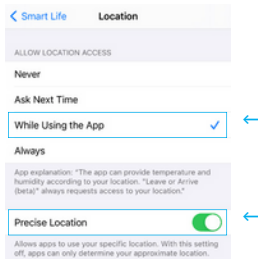 Smart Life Location
ALLOW LOCATION ACCESS
Never
Ask Next Time
While Using the App
Always
App explanation: "The app can provide temperature and
humidity according to your location. "Leave or Arrive
(beta)" always requests access to your location."
Precise Location
Allows apps to use your specific location. With this setting
off, apps can only determine your approximate location.